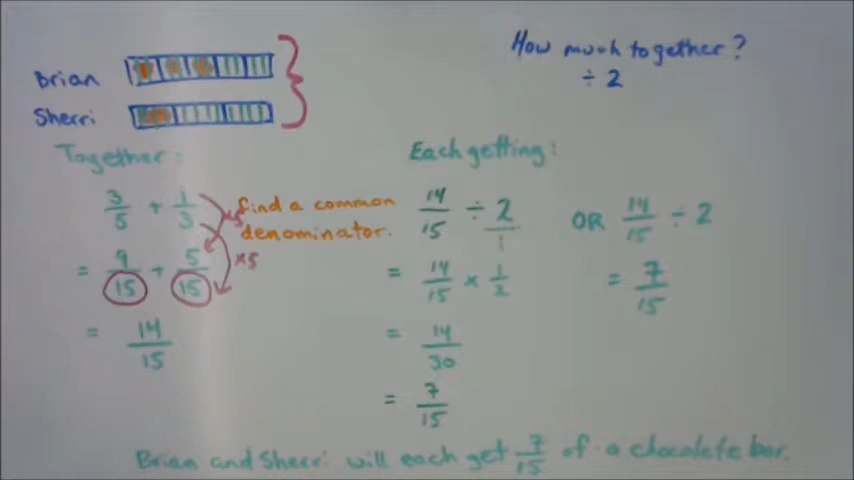 How much together?
÷ 2
Brian
Sherri
Together:
3/5 + 1/3
find a common
denominator.
×5
×5
= 9/15 + 5/15
= 14/15
Each getting:
14/15 ÷ 2/1
= 14/15 × 1/2
= 14/30
= 7/15
OR 14/15 ÷ 2
= 7/15
Brian and Sherri will each get 7/15 of a chocolate bar.